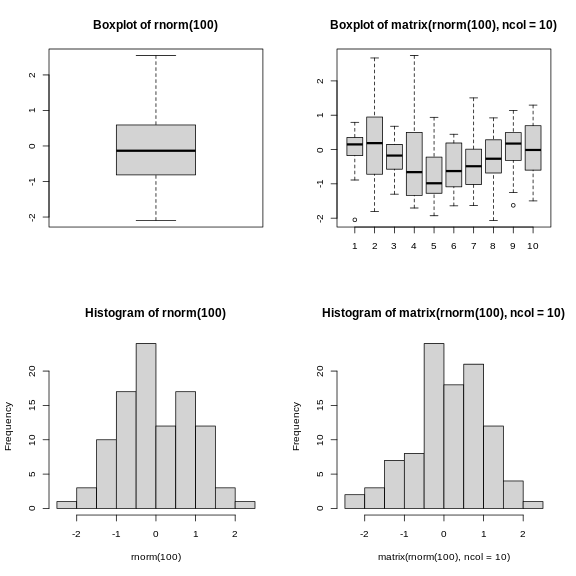 Boxplot of rnorm(100)
2
1
0
-1
-2
Boxplot of matrix(rnorm(100), ncol = 10)
2
1
0
-1
-2
1 2 3 4 5 6 7 8 9 10
Histogram of rnorm(100)
Frequency
20
15
10
5
0
-2 -1 0 1 2
rnorm(100)
Histogram of matrix(rnorm(100), ncol = 10)
Frequency
20
15
10
5
0
-2 -1 0 1 2
matrix(rnorm(100), ncol = 10)